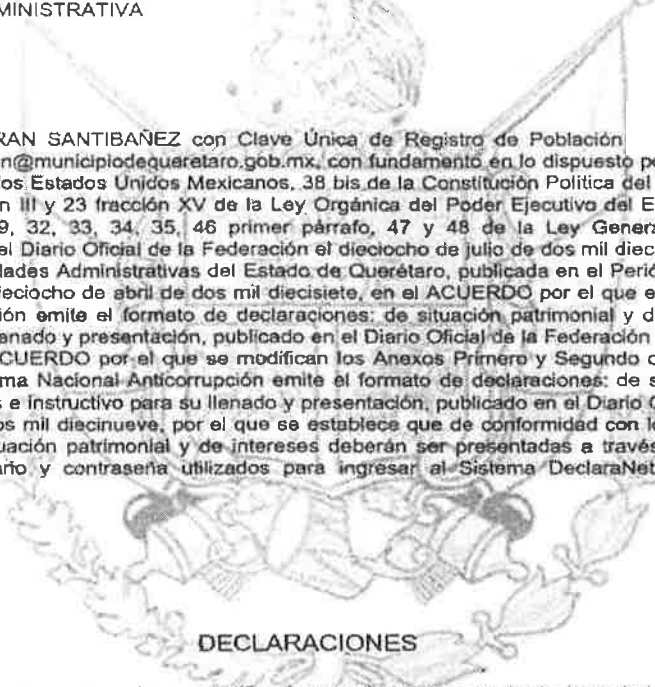 MINISTRATIVA
RAN SANTIBAÑEZ con Clave Única de Registro de Población
n@municipiodequeretaro.gob.mx, con fundamento en lo dispuesto p
os Estados Unidos Mexicanos, 38 bis de la Constitución Politica del
n III y 23 fracción XV de la Ley Orgánica del Poder Ejecutivo del E
9, 32, 33, 34, 35, 46 primer párrafo, 47 y 48 de la Ley Genera
el Diario Oficial de la Federación el dieciocho de julio de dos mil diec
dades Administrativas del Estado de Querétaro, publicada en el Perió
ieciocho de abril de dos mil diecisiete, en el ACUERDO por el que e
ión emite el formato de declaraciones: de situación patrimonial y d
enado y presentación, publicado en el Diario Oficial de la Federación
CUERDO por el que se modifican los Anexos Primero y Segundo d
ma Nacional Anticorrupción emite el formato de declaraciones: de s
s e instructivo para su llenado y presentación, publicado en el Diario O
os mil diecinueve, por el que se establece que de conformidad con lo
uación patrimonial y de intereses deberán ser presentadas a través
ario y contraseña utilizados para ingresar al Sistema DeclaraNet
DECLARACIONES